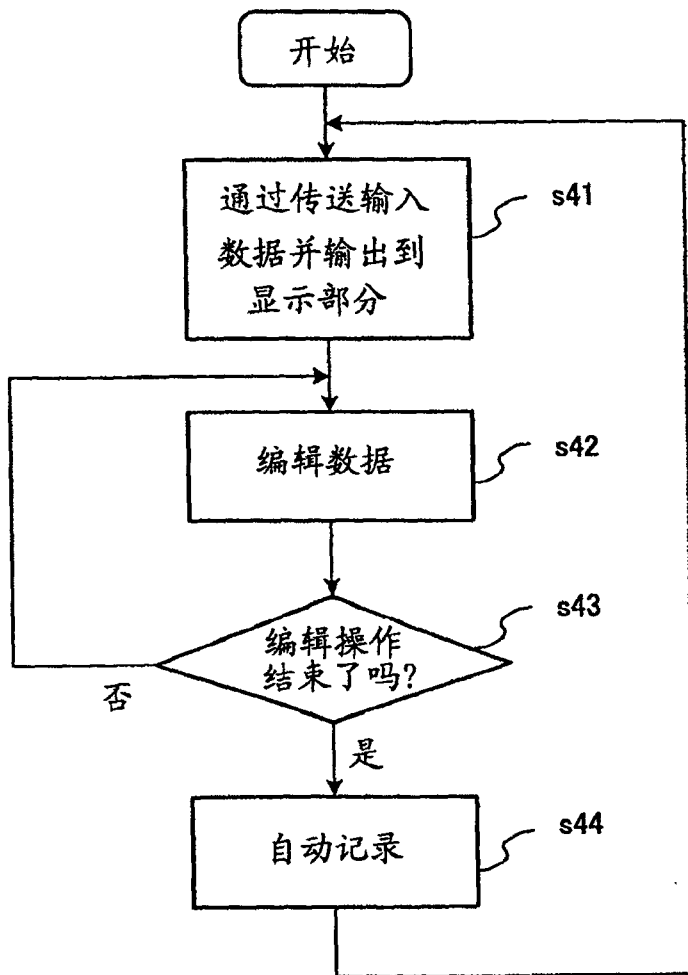 开始
通过传送输入
数据并输出到
显示部分
s41
编辑数据
s42
编辑操作
结束了吗?
s43
否
是
自动记录
s44